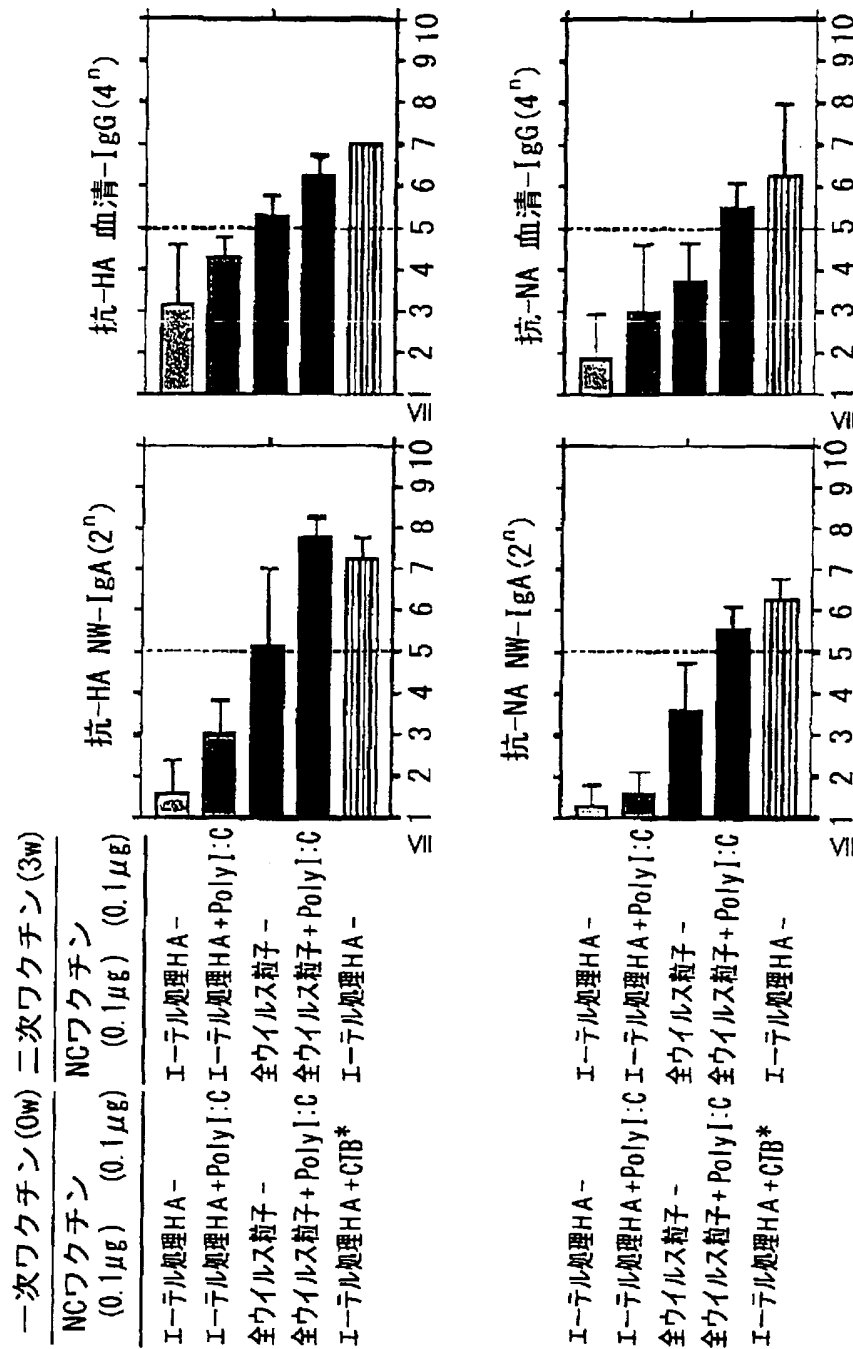 一次ワクチン(0w) 二次ワクチン(3w)
NCワクチン NCワクチン
(0.1μg) (0.1μg) (0.1μg) (0.1μg)
抗-HA NW-IgA(2ⁿ) 抗-HA 血清-IgG(4ⁿ)
エーテル処理HA- エーテル処理HA-
エーテル処理HA+PolyI:C エーテル処理HA+PolyI:C
全ウイルス粒子- 全ウイルス粒子-
全ウイルス粒子+PolyI:C 全ウイルス粒子+PolyI:C
エーテル処理HA+CTB* エーテル処理HA-
≦1 2 3 4 5 6 7 8 9 10 ≦1 2 3 4 5 6 7 8 9 10
抗-NA NW-IgA(2ⁿ) 抗-NA 血清-IgG(4ⁿ)
エーテル処理HA- エーテル処理HA-
エーテル処理HA+PolyI:C エーテル処理HA+PolyI:C
全ウイルス粒子- 全ウイルス粒子-
全ウイルス粒子+PolyI:C 全ウイルス粒子+PolyI:C
エーテル処理HA+CTB* エーテル処理HA-
≦1 2 3 4 5 6 7 8 9 10 ≦1 2 3 4 5 6 7 8 9 10